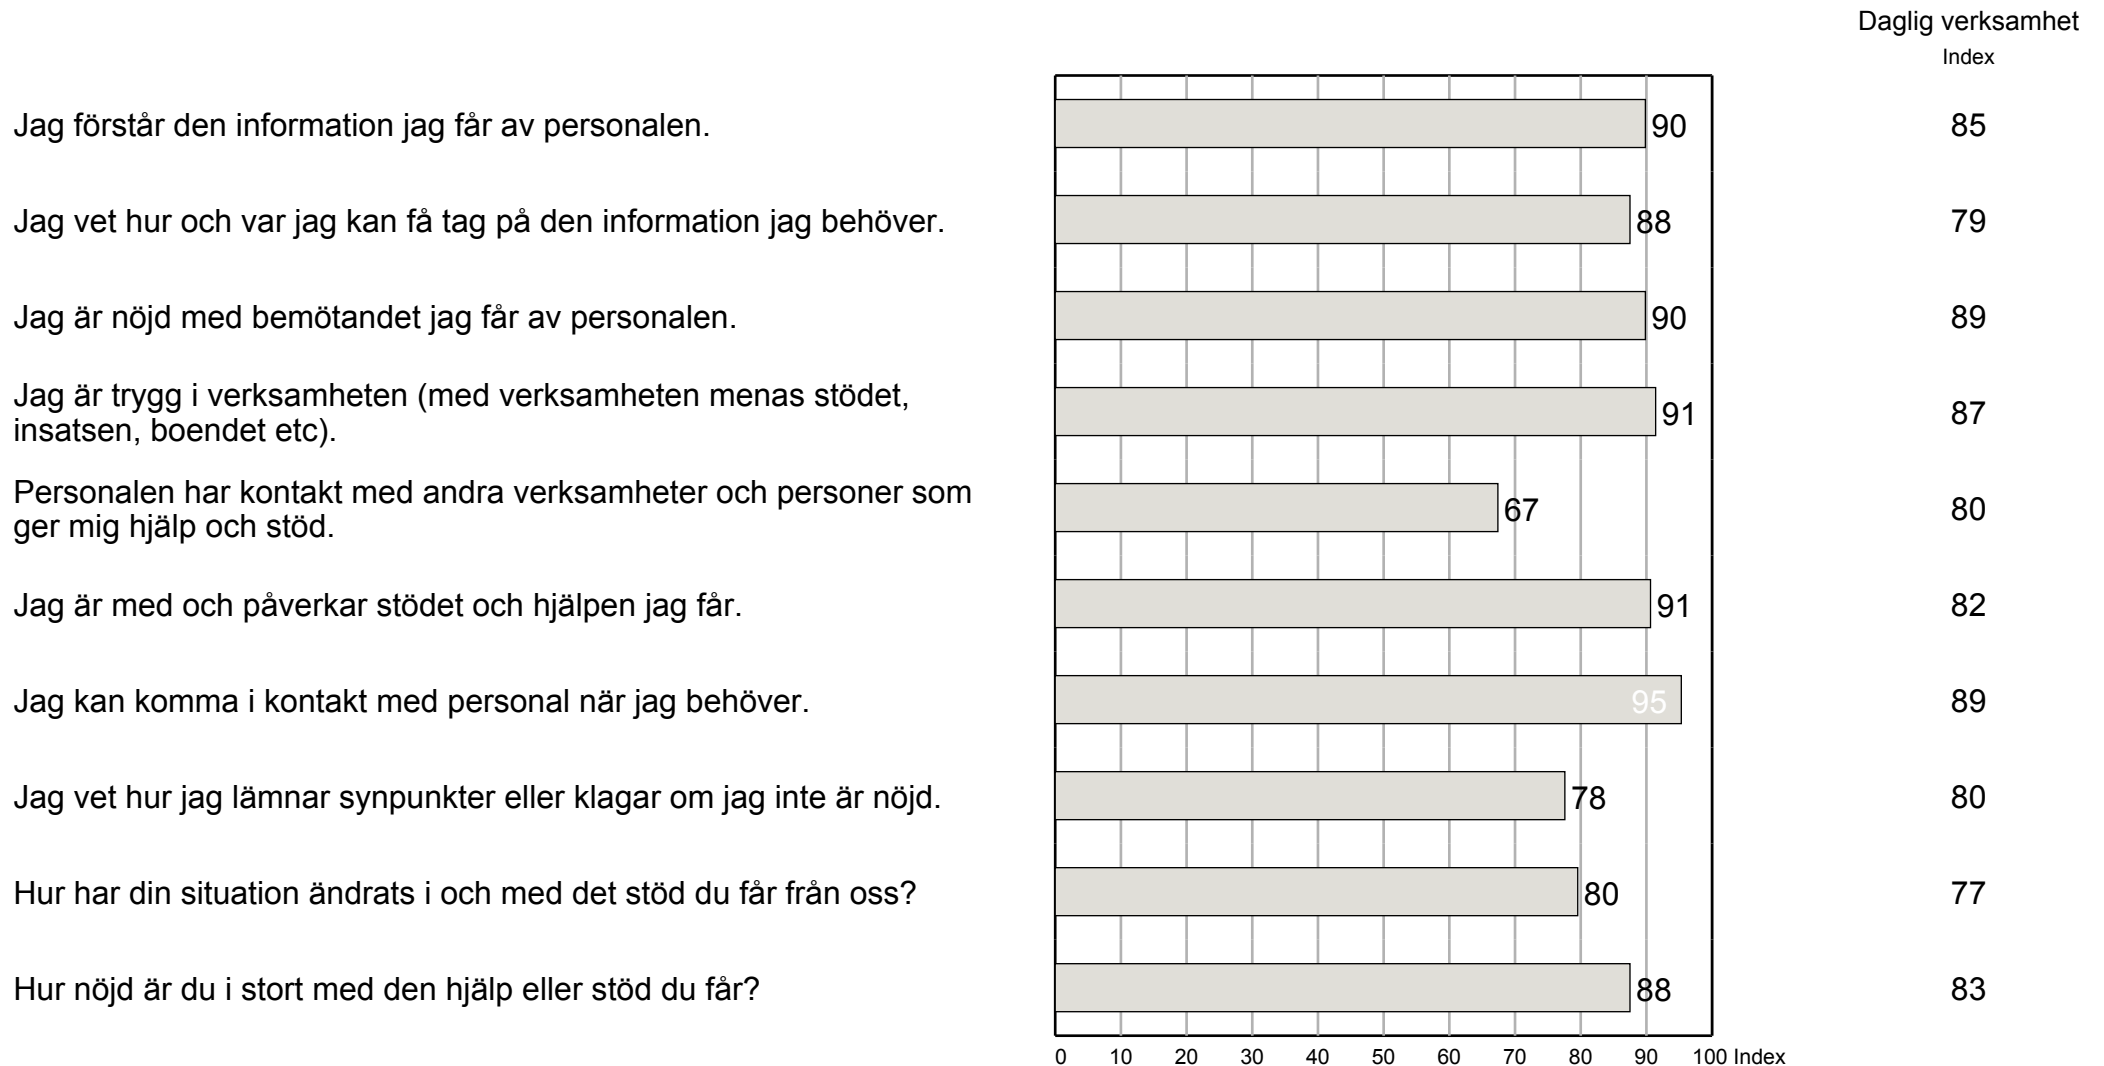 Daglig verksamhet
Index
Jag förstår den information jag får av personalen. 90 85
Jag vet hur och var jag kan få tag på den information jag behöver. 88 79
Jag är nöjd med bemötandet jag får av personalen. 90 89
Jag är trygg i verksamheten (med verksamheten menas stödet,
insatsen, boendet etc). 91 87
Personalen har kontakt med andra verksamheter och personer som
ger mig hjälp och stöd. 67 80
Jag är med och påverkar stödet och hjälpen jag får. 91 82
Jag kan komma i kontakt med personal när jag behöver. 95 89
Jag vet hur jag lämnar synpunkter eller klagar om jag inte är nöjd. 78 80
Hur har din situation ändrats i och med det stöd du får från oss? 80 77
Hur nöjd är du i stort med den hjälp eller stöd du får? 88 83
0 10 20 30 40 50 60 70 80 90 100 Index